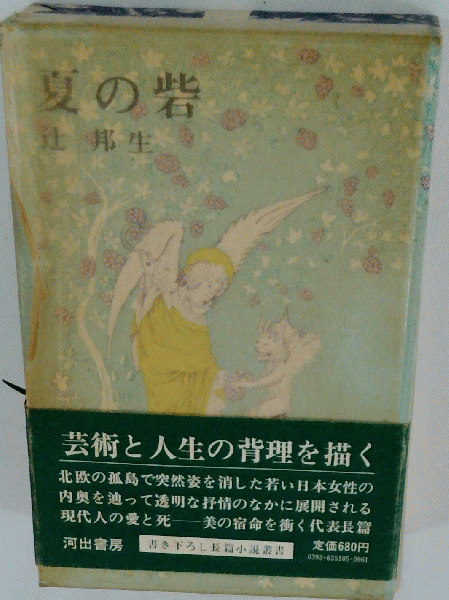 夏の砦
辻 邦生
芸術と人生の背理を描く
北欧の孤島で突然姿を消した若い日本女性の
内奥を辿って透明な抒情のなかに展開される
現代人の愛と死──美の宿命を衝く代表長篇
河出書房 書き下ろし長篇小説叢書 定価680円
0393-635105-0961